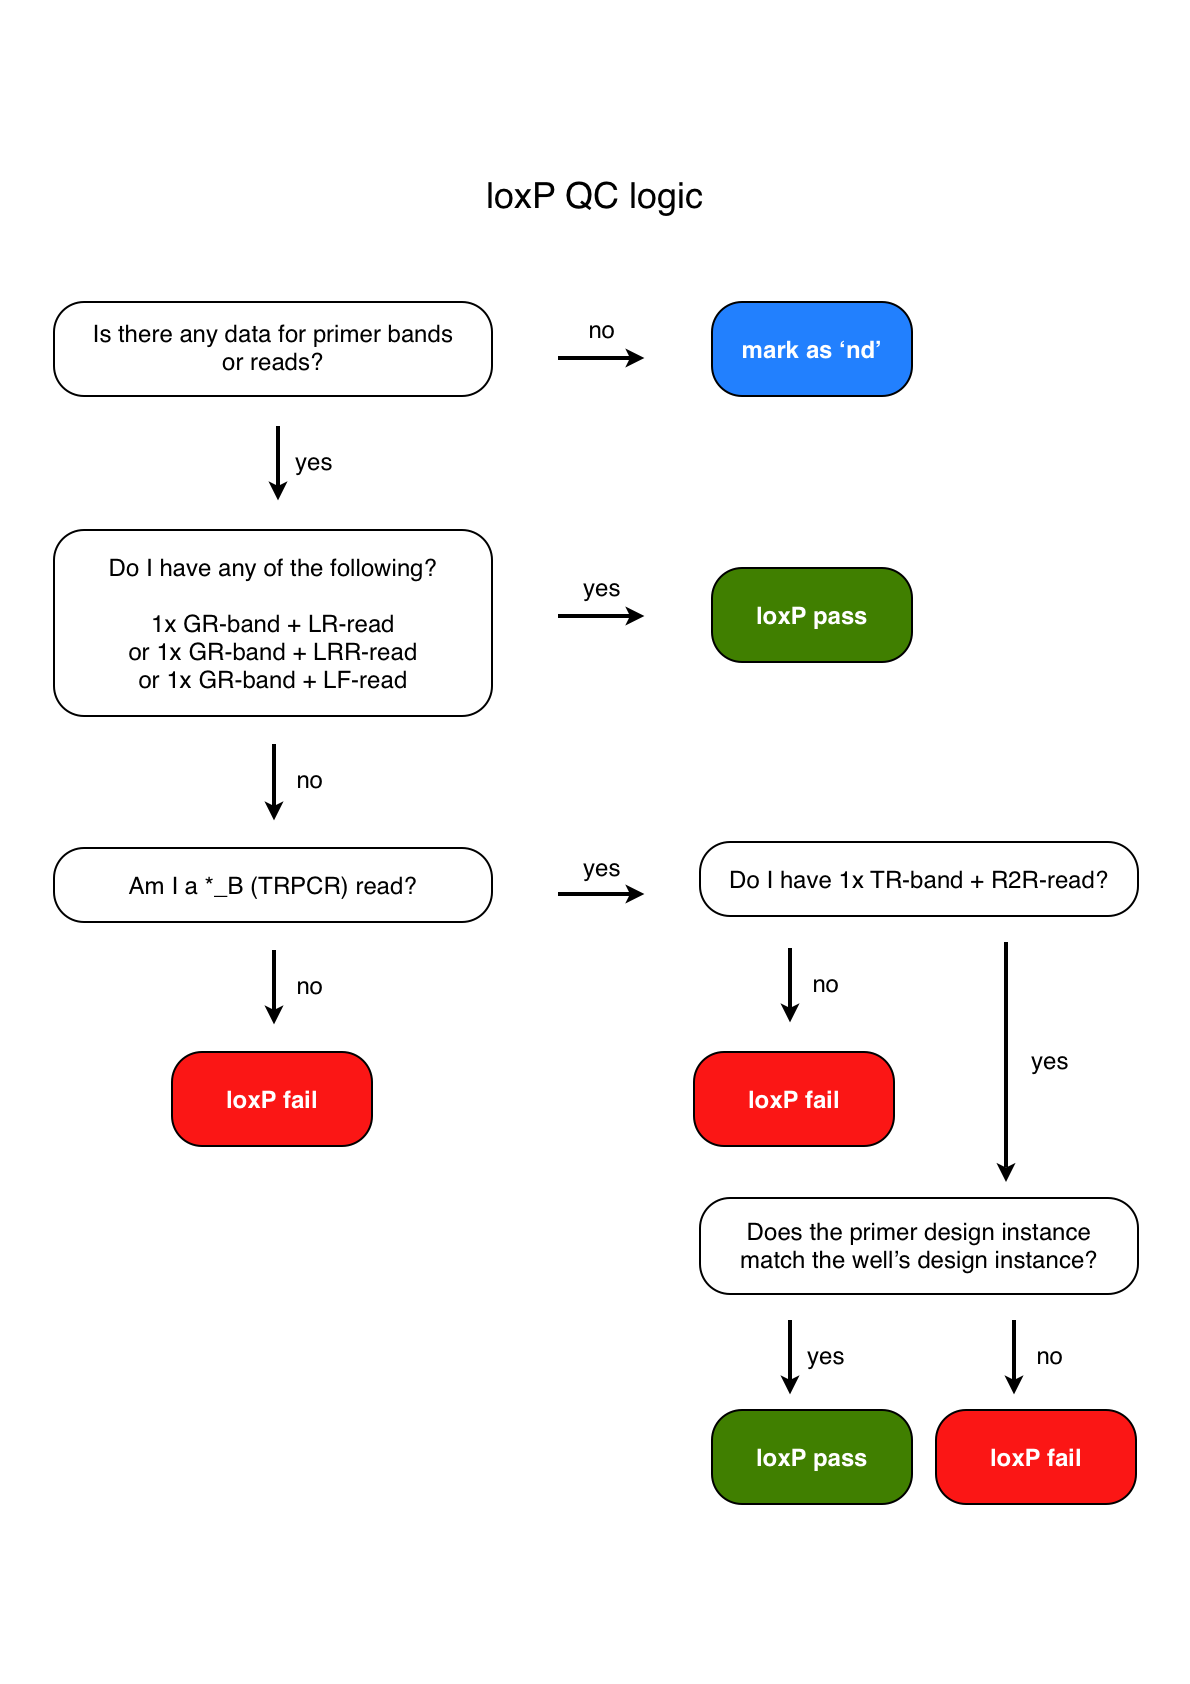 loxP QC logic
Is there any data for primer bands
or reads?
no
mark as ‘nd’
yes
Do I have any of the following?
1x GR-band + LR-read
or 1x GR-band + LRR-read
or 1x GR-band + LF-read
yes
loxP pass
no
Am I a *_B (TRPCR) read?
yes
Do I have 1x TR-band + R2R-read?
no
loxP fail
no
loxP fail
yes
Does the primer design instance
match the well’s design instance?
yes
loxP pass
no
loxP fail